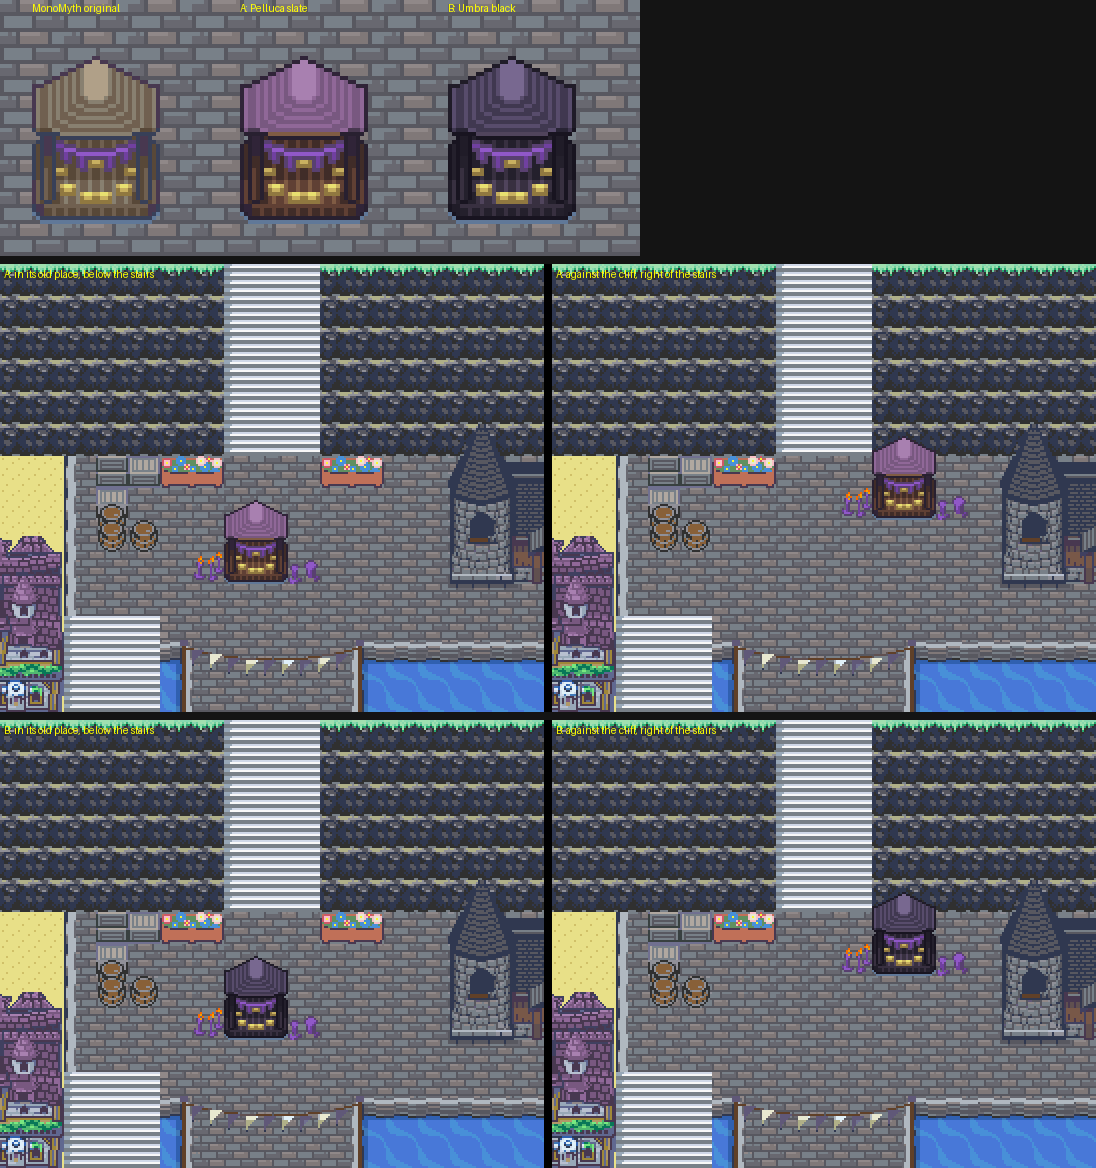 MonoMyth original
A: Pelluca slate
B: Umbra black
A: in its old place, below the stairs
A: against the cliff, right of the stairs
B: in its old place, below the stairs
B: against the cliff, right of the stairs